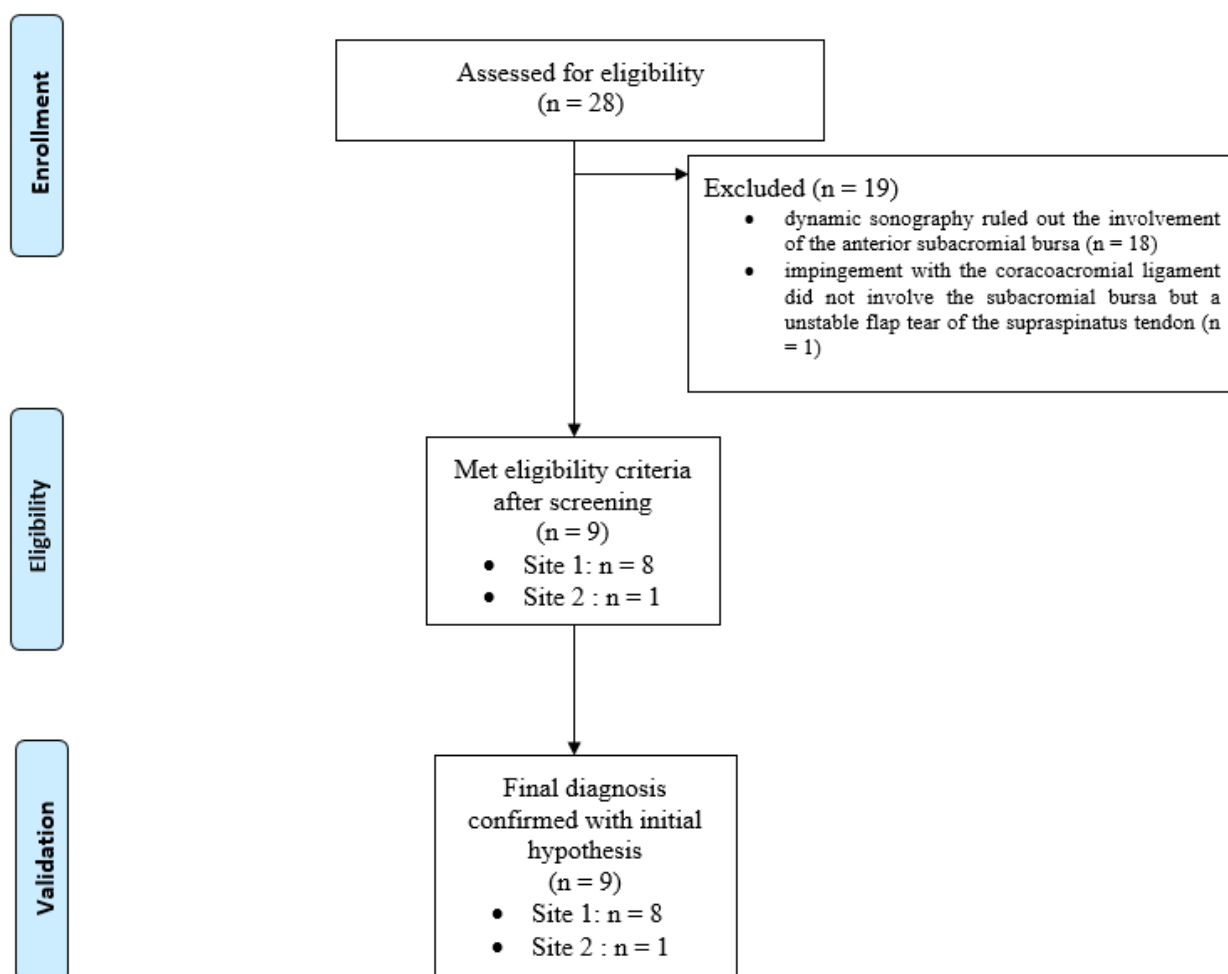 Enrollment
Assessed for eligibility
(n = 28)
Excluded (n = 19)
• dynamic sonography ruled out the involvement
of the anterior subacromial bursa (n = 18)
• impingement with the coracoacromial ligament
did not involve the subacromial bursa but a
unstable flap tear of the supraspinatus tendon (n
= 1)
Eligibility
Met eligibility criteria
after screening
(n = 9)
• Site 1: n = 8
• Site 2 : n = 1
Validation
Final diagnosis
confirmed with initial
hypothesis
(n = 9)
• Site 1: n = 8
• Site 2 : n = 1